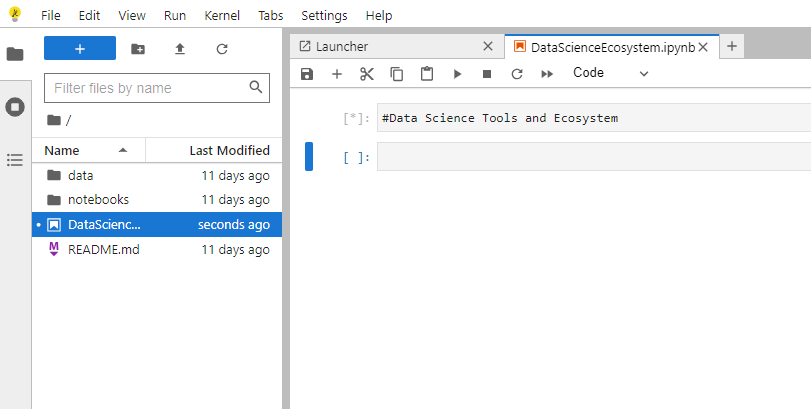 File Edit View Run Kernel Tabs Settings Help
Launcher
DataScienceEcosystem.ipynb
Filter files by name
Code
/
[*]: #Data Science Tools and Ecosystem
Name Last Modified
[ ]:
data 11 days ago
notebooks 11 days ago
DataScienc... seconds ago
README.md 11 days ago